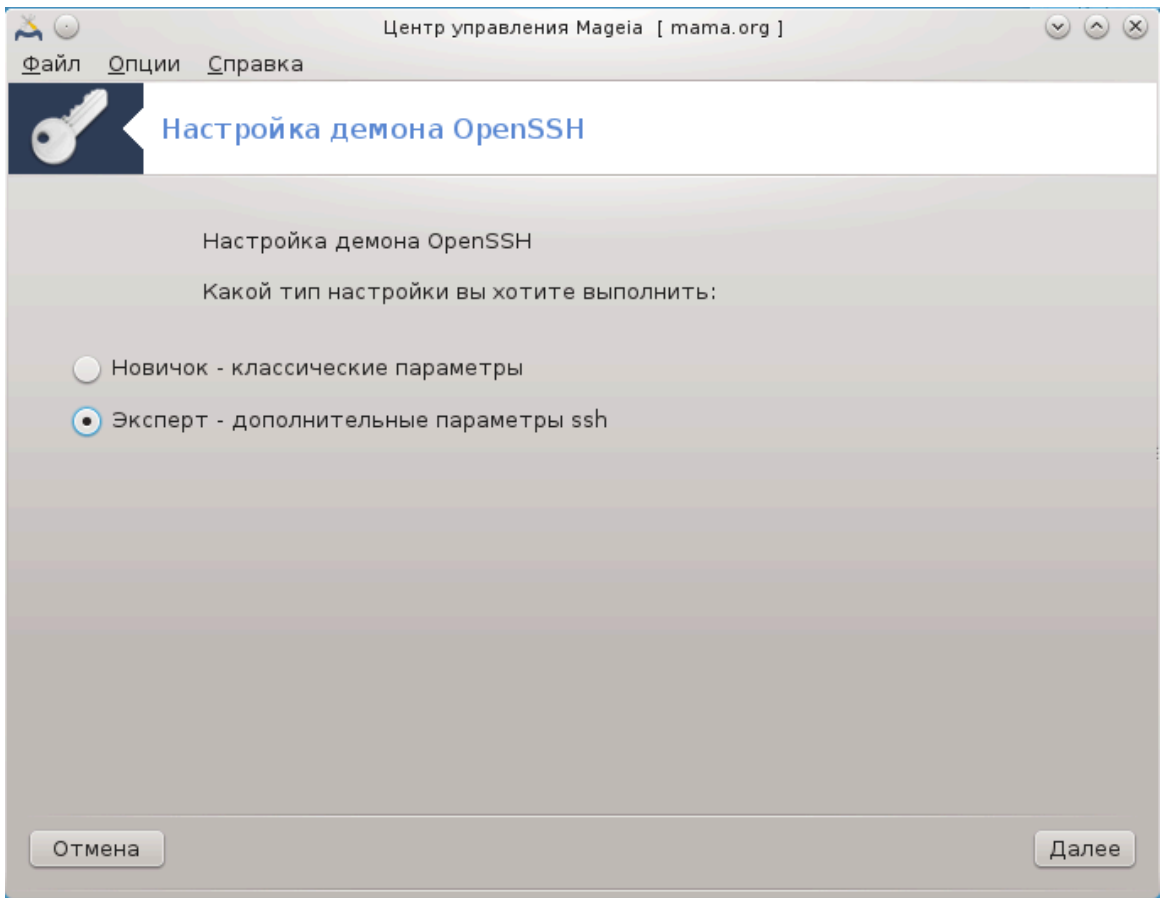 Центр управления Mageia [ mama.org ]
Файл Опции Справка
Настройка демона OpenSSH
Настройка демона OpenSSH
Какой тип настройки вы хотите выполнить:
Новичок - классические параметры
Эксперт - дополнительные параметры ssh
Отмена Далее